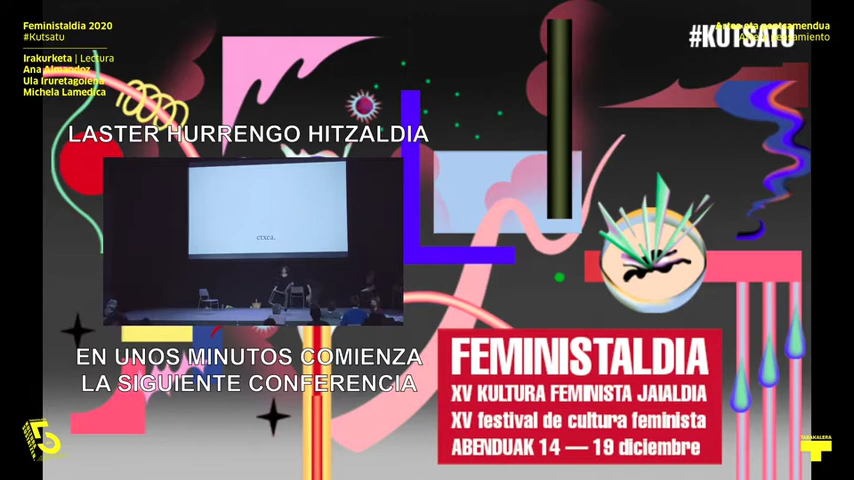 Feministaldia 2020
#Kutsatu
Irakurketa | Lectura
Ana Almandoz
Ula Iruretagoiena
Michela Lamedica
#KUTSATU
LASTER HURRENGO HITZALDIA
etxea.
EN UNOS MINUTOS COMIENZA
LA SIGUIENTE CONFERENCIA
FEMINISTALDIA
XV KULTURA FEMINISTA JAIALDIA
XV festival de cultura feminista
ABENDUAK 14 — 19 diciembre
TABAKALERA